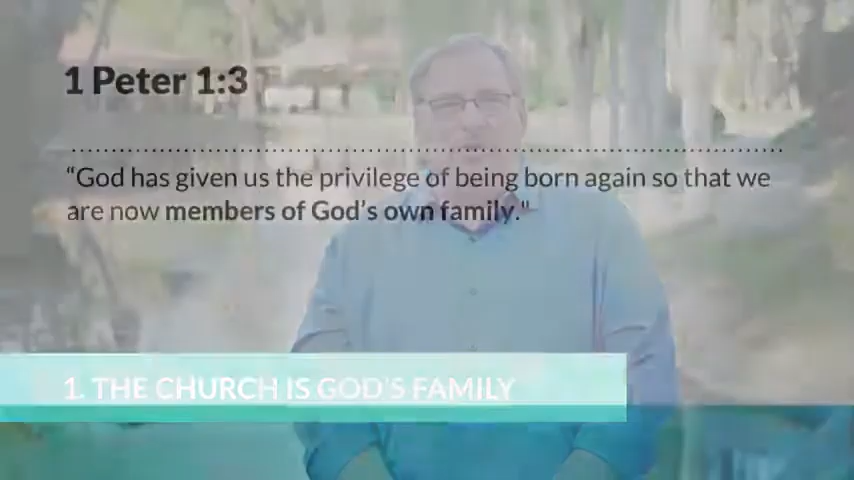 1 Peter 1:3
“God has given us the privilege of being born again so that we
are now members of God’s own family."
1. THE CHURCH IS GOD'S FAMILY